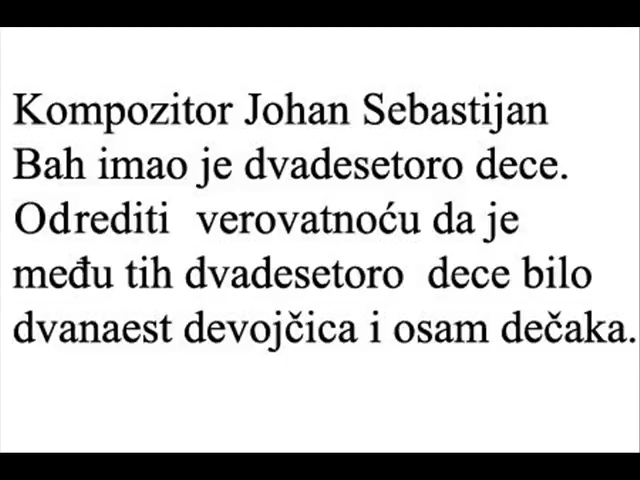 Kompozitor Johan Sebastijan
Bah imao je dvadesetoro dece.
Odrediti verovatnoću da je
među tih dvadesetoro dece bilo
dvanaest devojčica i osam dečaka.